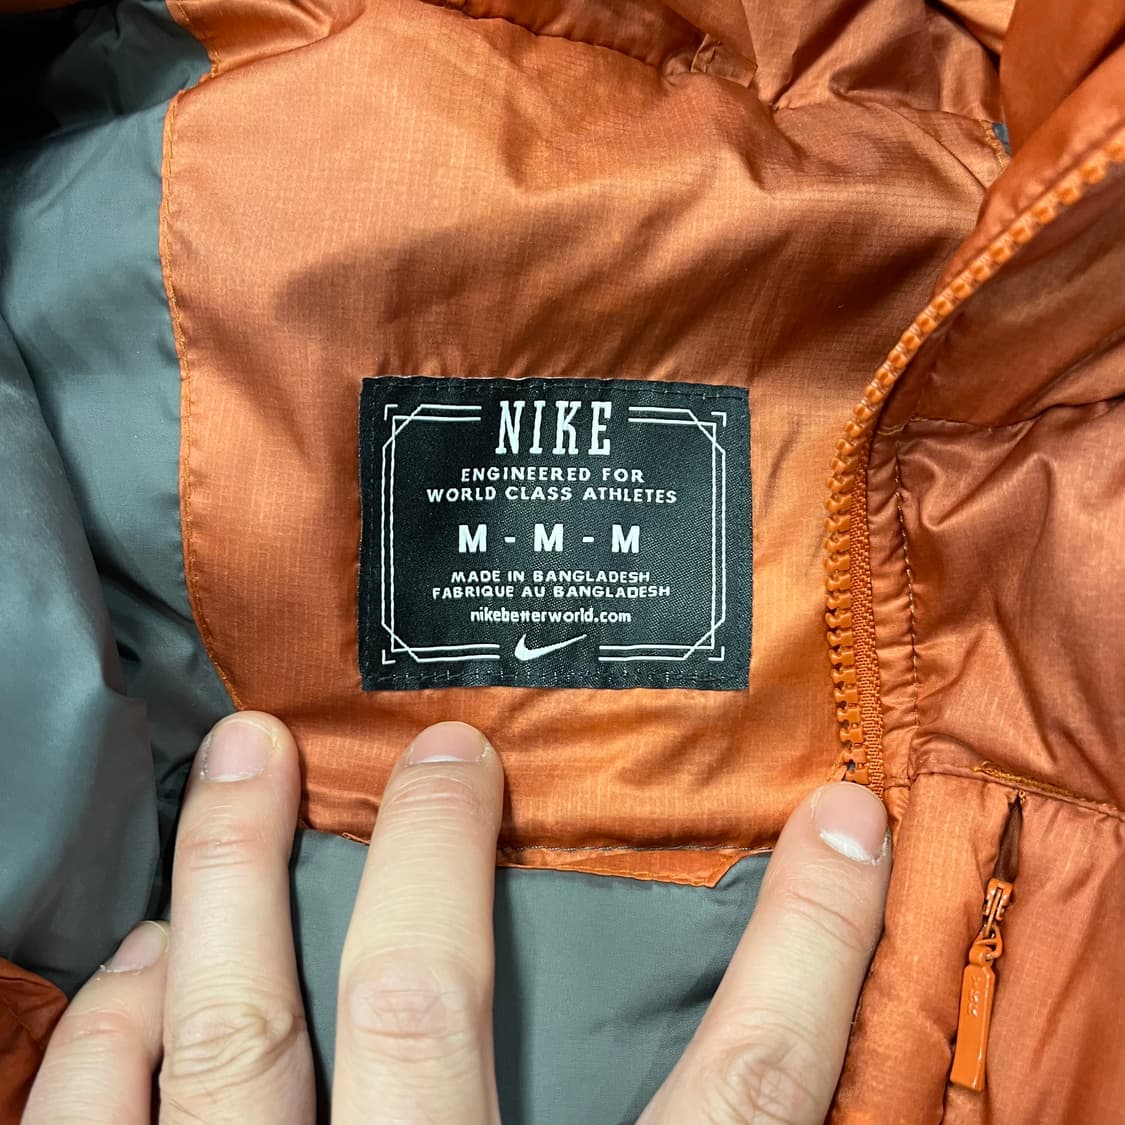 NIKE
ENGINEERED FOR
WORLD CLASS ATHLETES
M - M - M
MADE IN BANGLADESH
FABRIQUE AU BANGLADESH
nikebetterworld.com